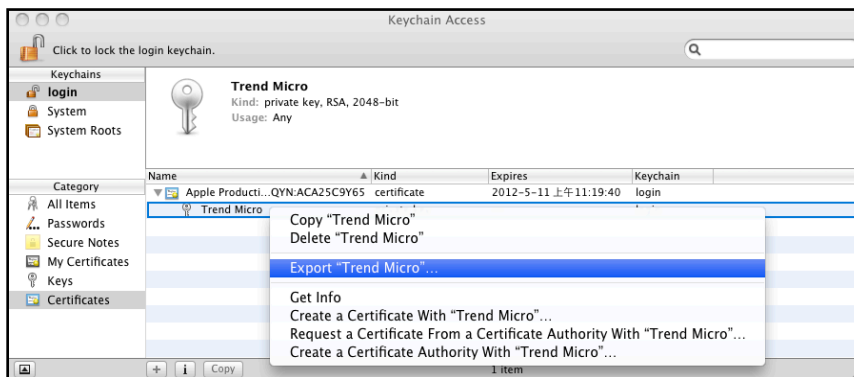 Keychain Access
Click to lock the login keychain.
Keychains
login
System
System Roots
Trend Micro
Kind: private key, RSA, 2048-bit
Usage: Any
Name Kind Expires Keychain
Apple Producti...QYN:ACA25C9Y65 certificate 2012-5-11 上午11:19:40 login
Trend Micro
Category
All Items
Passwords
Secure Notes
My Certificates
Keys
Certificates
Copy “Trend Micro”
Delete “Trend Micro”
Export “Trend Micro”...
Get Info
Create a Certificate With “Trend Micro”...
Request a Certificate From a Certificate Authority With “Trend Micro”...
Create a Certificate Authority With “Trend Micro”...
+ i Copy 1 item